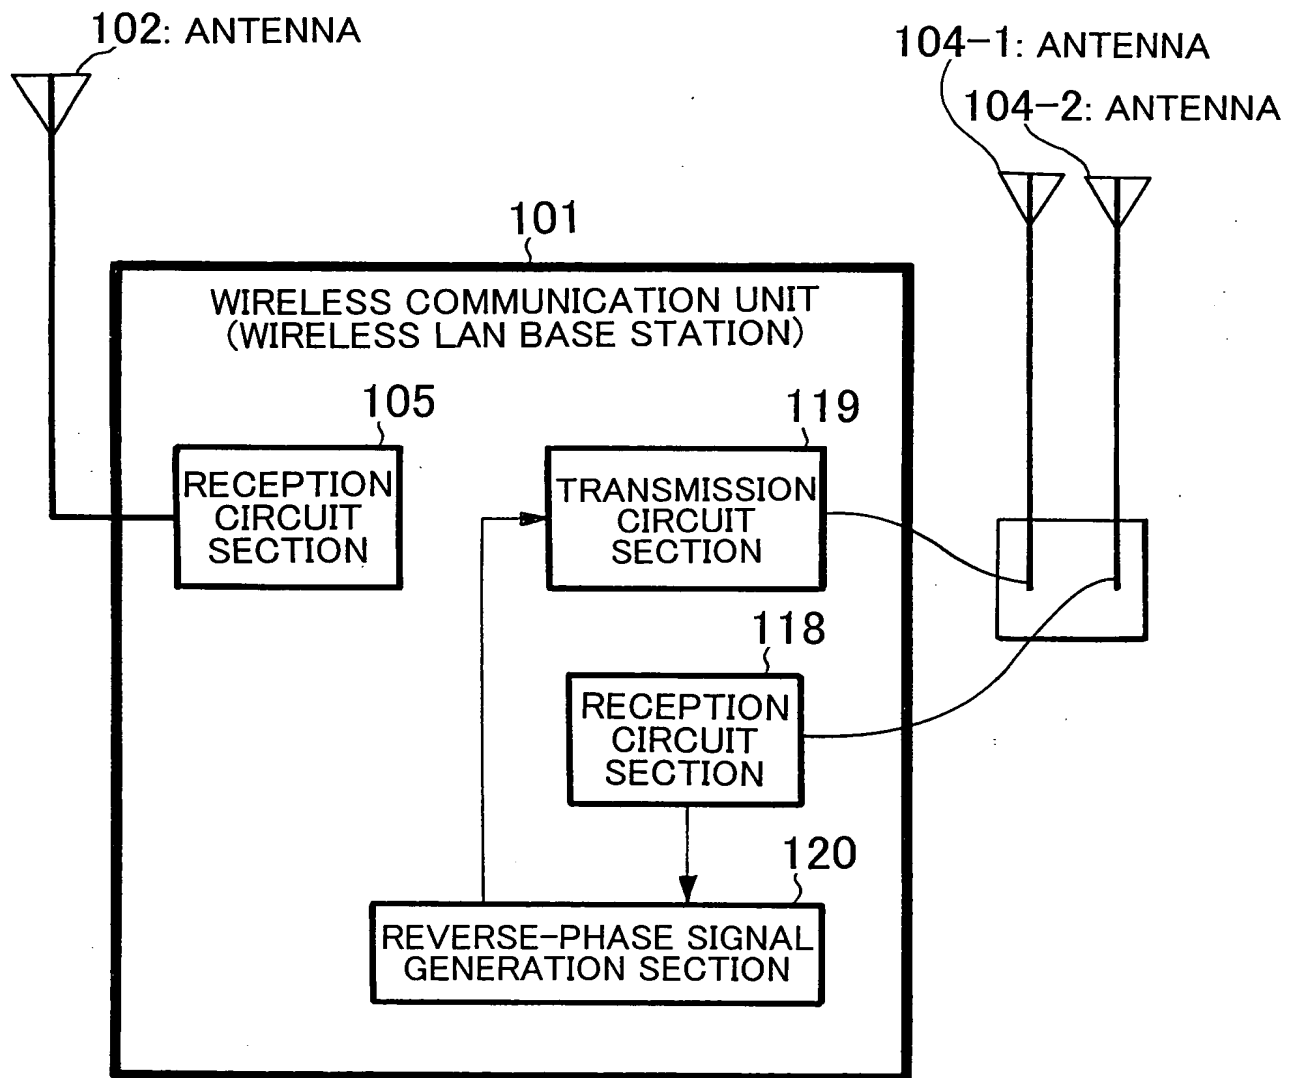 102: ANTENNA
104-1: ANTENNA
104-2: ANTENNA
101
WIRELESS COMMUNICATION UNIT
(WIRELESS LAN BASE STATION)
105
RECEPTION
CIRCUIT
SECTION
119
TRANSMISSION
CIRCUIT
SECTION
118
RECEPTION
CIRCUIT
SECTION
120
REVERSE-PHASE SIGNAL
GENERATION SECTION